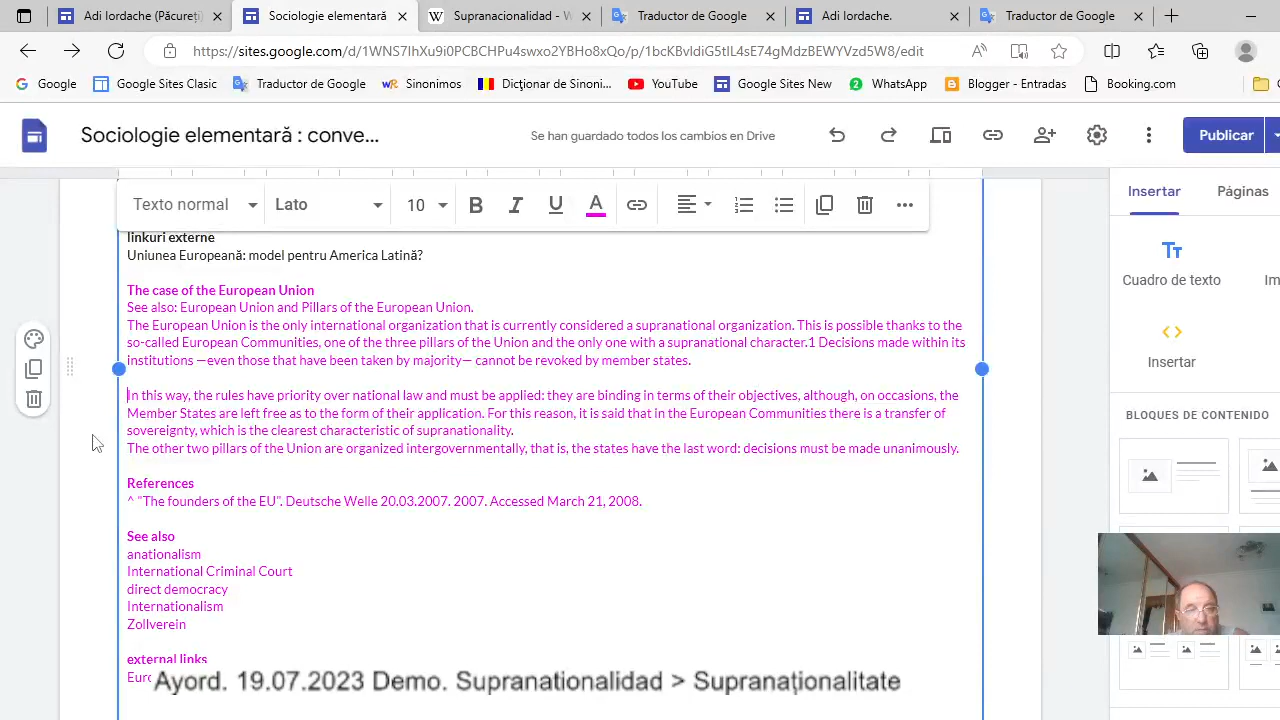 Adi Iordache (Păcureți
Sociologie elementară
Supranacionalidad - W
Traductor de Google
Adi Iordache.
Traductor de Google
https://sites.google.com/d/1WNS7IhXu9i0PCBCHPu4swxo2YBHo8xQo/p/1bcKBvldiG5tIL4sE74gMdzBEWYVzd5W8/edit
Google
Google Sites Clasic
Traductor de Google
Sinonimos
Dicţionar de Sinoni...
YouTube
Google Sites New
WhatsApp
Blogger - Entradas
Booking.com
Sociologie elementară : conve...
Se han guardado todos los cambios en Drive
Publicar
Texto normal
Lato
10
Insertar
Páginas
linkuri externe
Uniunea Europeană: model pentru America Latină?
The case of the European Union
See also: European Union and Pillars of the European Union.
The European Union is the only international organization that is currently considered a supranational organization. This is possible thanks to the
so-called European Communities, one of the three pillars of the Union and the only one with a supranational character.1 Decisions made within its
institutions —even those that have been taken by majority— cannot be revoked by member states.
In this way, the rules have priority over national law and must be applied: they are binding in terms of their objectives, although, on occasions, the
Member States are left free as to the form of their application. For this reason, it is said that in the European Communities there is a transfer of
sovereignty, which is the clearest characteristic of supranationality.
The other two pillars of the Union are organized intergovernmentally, that is, the states have the last word: decisions must be made unanimously.
References
^ "The founders of the EU". Deutsche Welle 20.03.2007. 2007. Accessed March 21, 2008.
See also
anationalism
International Criminal Court
direct democracy
Internationalism
Zollverein
external links
Cuadro de texto
Insertar
BLOQUES DE CONTENIDO
Ayord. 19.07.2023 Demo. Supranationalidad > Supranaţionalitate